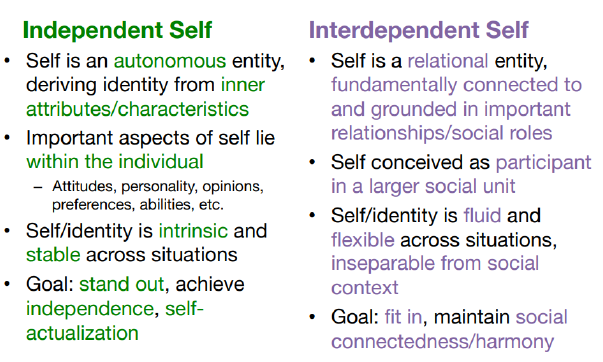 Independent Self
• Self is an autonomous entity,
deriving identity from inner
attributes/characteristics
• Important aspects of self lie
within the individual
– Attitudes, personality, opinions,
preferences, abilities, etc.
• Self/identity is intrinsic and
stable across situations
• Goal: stand out, achieve
independence, self-
actualization
Interdependent Self
• Self is a relational entity,
fundamentally connected to
and grounded in important
relationships/social roles
• Self conceived as participant
in a larger social unit
• Self/identity is fluid and
flexible across situations,
inseparable from social
context
• Goal: fit in, maintain social
connectedness/harmony